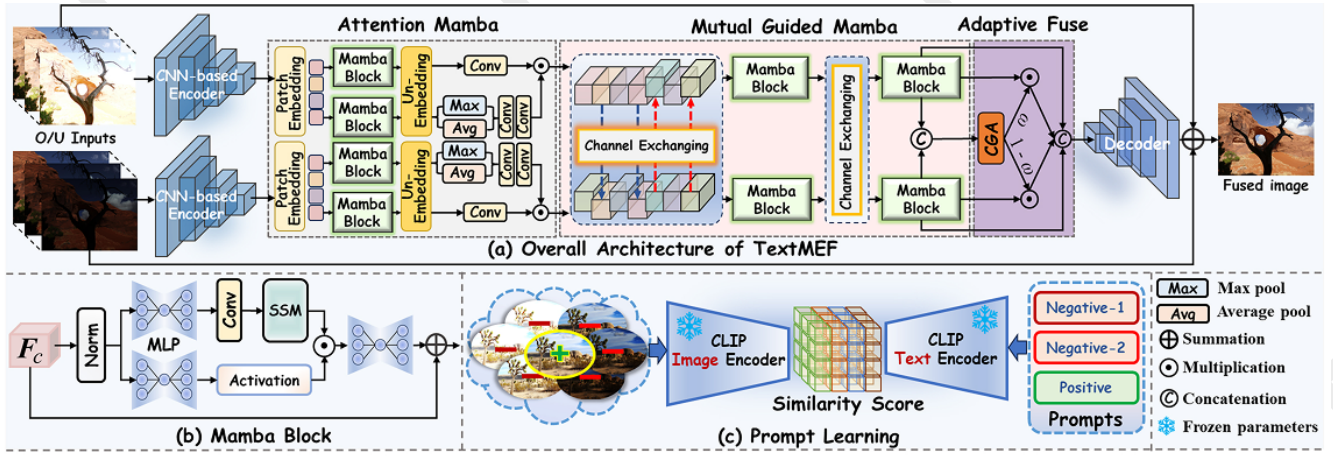 Attention Mamba
Mutual Guided Mamba
Adaptive Fuse
O/U Inputs
CNN-based
Encoder
CNN-based
Encoder
Patch
Embedding
Patch
Embedding
Mamba
Block
Mamba
Block
Mamba
Block
Mamba
Block
Un-
Embedding
Un-
Embedding
Conv
Max
Avg
Conv
Conv
Max
Avg
Conv
Conv
Conv
Channel Exchanging
Mamba
Block
Mamba
Block
Channel Exchanging
Mamba
Block
Mamba
Block
C
CGA
ω
1-ω
C
Decoder
Fused image
(a) Overall Architecture of TextMEF
Fc
Norm
MLP
Conv
SSM
Activation
(b) Mamba Block
CLIP
Image Encoder
CLIP
Text Encoder
Similarity Score
Negative-1
Negative-2
Positive
Prompts
(c) Prompt Learning
Max Max pool
Avg Average pool
Summation
Multiplication
C Concatenation
Frozen parameters